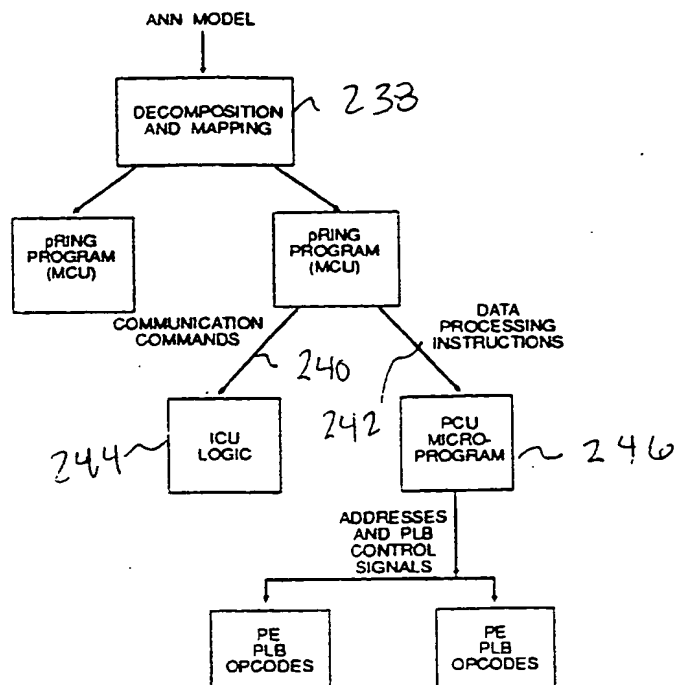 ANN MODEL
DECOMPOSITION
AND MAPPING
238
pRING
PROGRAM
(MCU)
pRING
PROGRAM
(MCU)
COMMUNICATION
COMMANDS
240
DATA
PROCESSING
INSTRUCTIONS
242
244
ICU
LOGIC
PCU
MICRO-
PROGRAM
246
ADDRESSES
AND PLB
CONTROL
SIGNALS
PE
PLB
OPCODES
PE
PLB
OPCODES